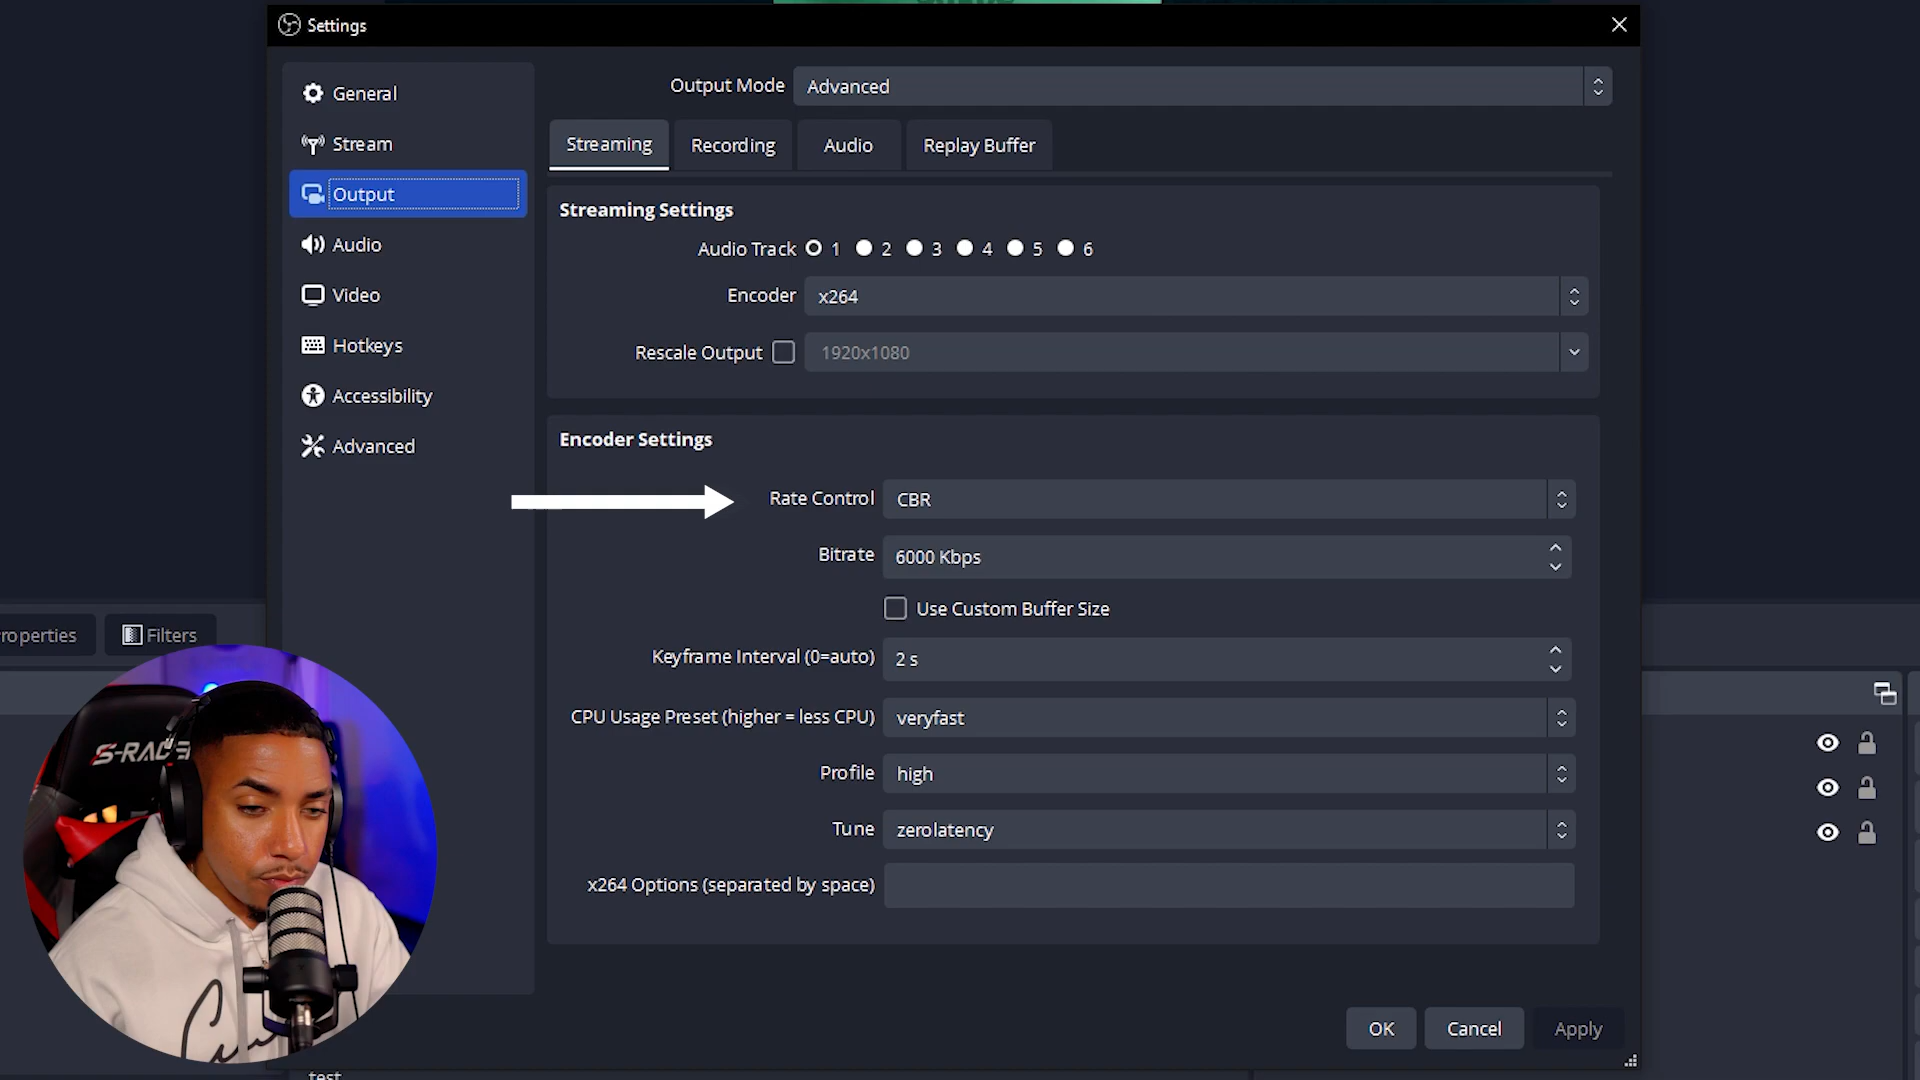 Settings
General
Stream
Output
Audio
Video
Hotkeys
Accessibility
Advanced
Output Mode Advanced
Streaming Recording Audio Replay Buffer
Streaming Settings
Audio Track 1 2 3 4 5 6
Encoder x264
Rescale Output 1920x1080
Encoder Settings
Rate Control CBR
Bitrate 6000 Kbps
Use Custom Buffer Size
Keyframe Interval (0=auto) 2 s
CPU Usage Preset (higher = less CPU) veryfast
Profile high
Tune zerolatency
x264 Options (separated by space)
OK Cancel Apply
roperties Filters
S-RACE
test